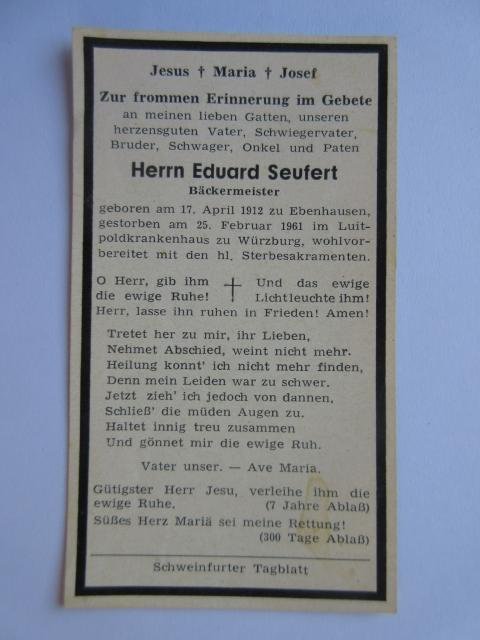 Jesus † Maria † Josef
Zur frommen Erinnerung im Gebete
an meinen lieben Gatten, unseren
herzensguten Vater, Schwiegervater,
Bruder, Schwager, Onkel und Paten
Herrn Eduard Seufert
Bäckermeister
geboren am 17. April 1912 zu Ebenhausen,
gestorben am 25. Februar 1961 im Luit-
poldkrankenhaus zu Würzburg, wohlvor-
bereitet mit den hl. Sterbesakramenten.
O Herr, gib ihm † Und das ewige
die ewige Ruhe! Licht leuchte ihm!
Herr, lasse ihn ruhen in Frieden! Amen!
Tretet her zu mir, ihr Lieben,
Nehmet Abschied, weint nicht mehr.
Heilung konnt' ich nicht mehr finden,
Denn mein Leiden war zu schwer.
Jetzt zieh' ich jedoch von dannen,
Schließ' die müden Augen zu.
Haltet innig treu zusammen
Und gönnet mir die ewige Ruh.
Vater unser. — Ave Maria.
Gütigster Herr Jesu, verleihe ihm die
ewige Ruhe. (7 Jahre Ablaß)
Süßes Herz Mariä sei meine Rettung!
(300 Tage Ablaß)
Schweinfurter Tagblatt